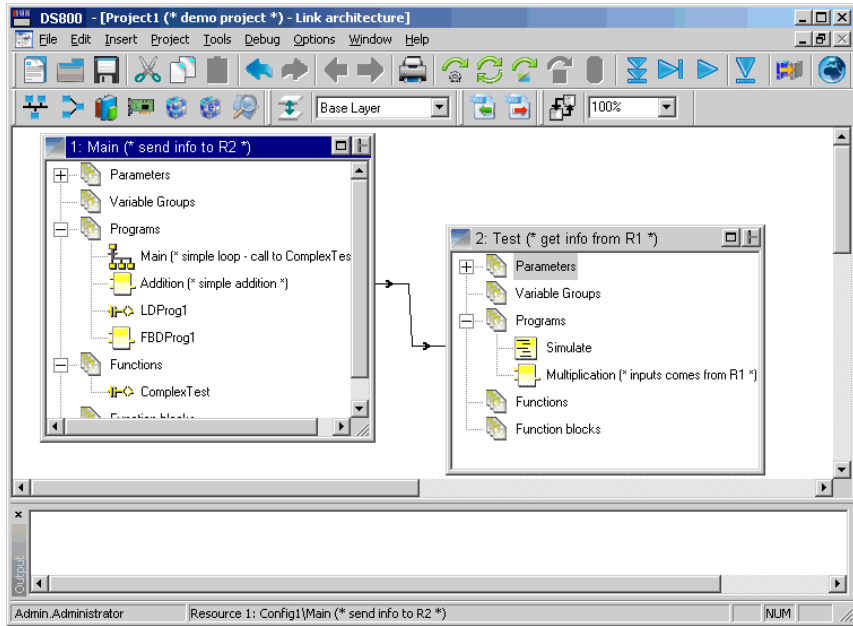 DS800 - [Project1 (* demo project *) - Link architecture]
File Edit Insert Project Tools Debug Options Window Help
Base Layer
100%
1: Main (* send info to R2 *)
Parameters
Variable Groups
Programs
Main (* simple loop - call to ComplexTes
Addition (* simple addition *)
LDProg1
FBDProg1
Functions
ComplexTest
Function blocks
2: Test (* get info from R1 *)
Parameters
Variable Groups
Programs
Simulate
Multiplication (* inputs comes from R1 *)
Functions
Function blocks
Output
Admin.Administrator
Resource 1: Config1\Main (* send info to R2 *)
NUM